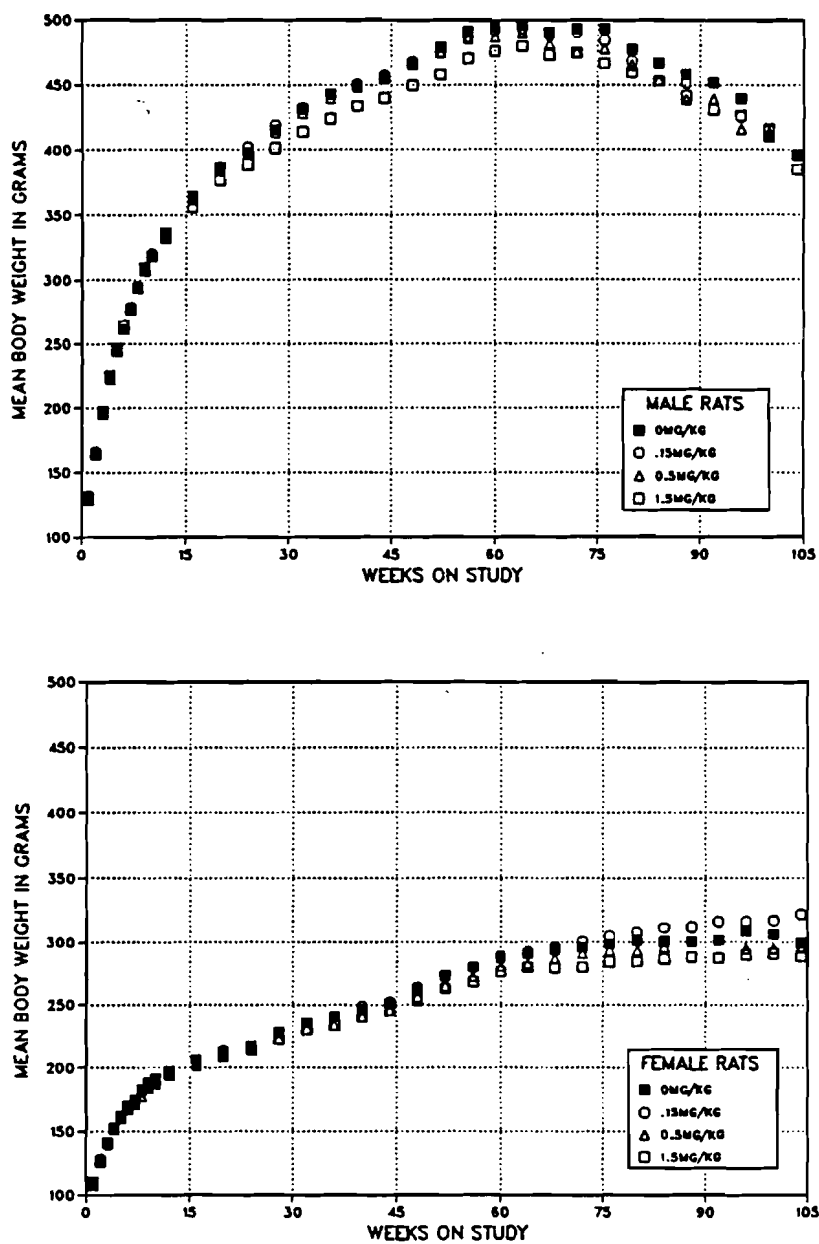 500
450
400
350
300
250
200
150
100
MEAN BODY WEIGHT IN GRAMS
MALE RATS
0MG/KG
.15MG/KG
0.5MG/KG
1.5MG/KG
0 15 30 45 60 75 90 105
WEEKS ON STUDY
500
450
400
350
300
250
200
150
100
MEAN BODY WEIGHT IN GRAMS
FEMALE RATS
0MG/KG
.15MG/KG
0.5MG/KG
1.5MG/KG
0 15 30 45 60 75 90 105
WEEKS ON STUDY